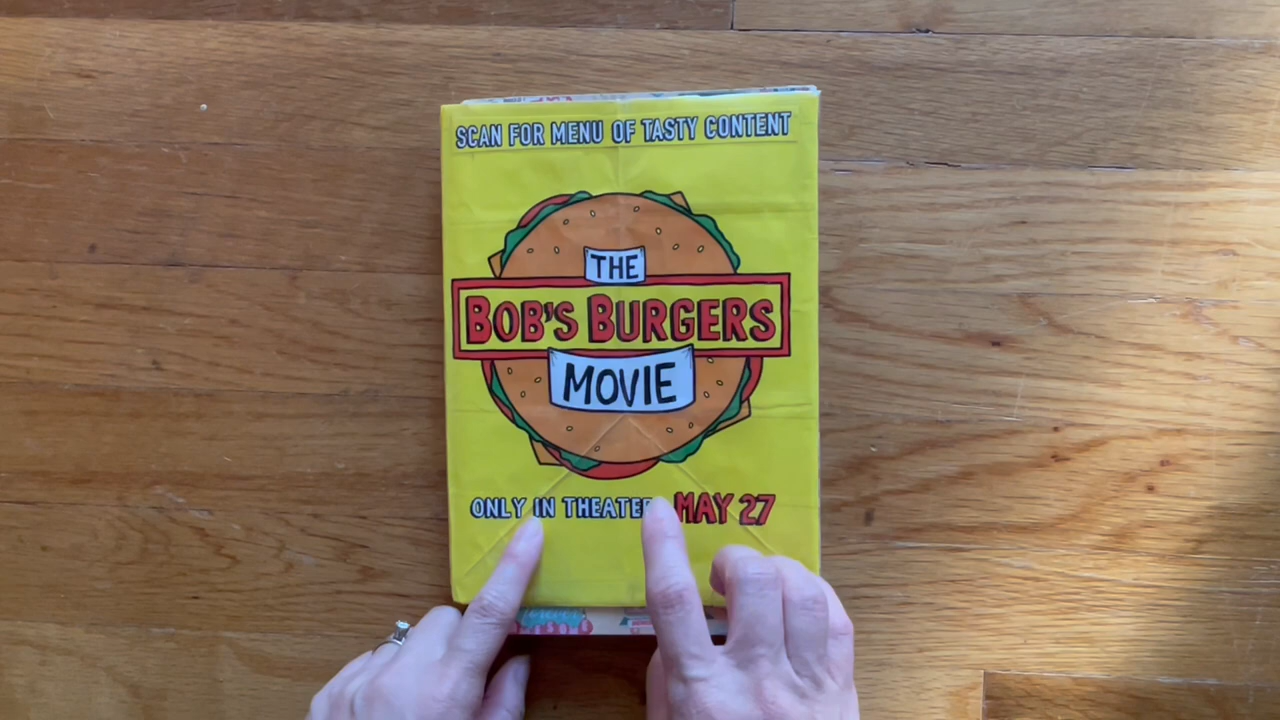 SCAN FOR MENU OF TASTY CONTENT
THE
BOB'S BURGERS
MOVIE
ONLY IN MAY 27